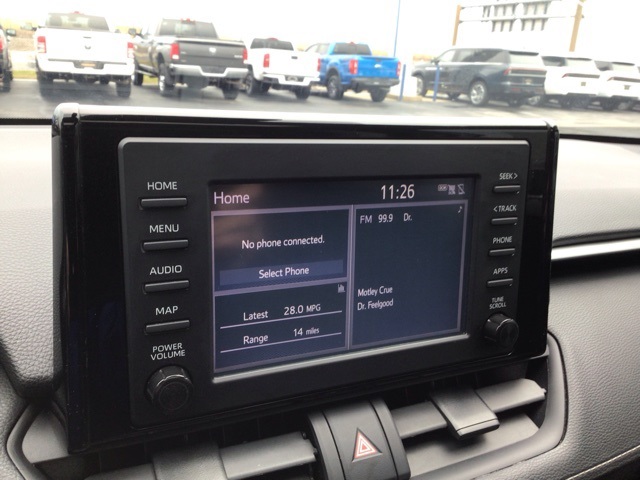 HOME
MENU
AUDIO
MAP
POWER
VOLUME
Home
11:26
No phone connected.
Select Phone
Latest 28.0 MPG
Range 14 miles
FM 99.9 Dr.
Motley Crue
Dr. Feelgood
SEEK>
<TRACK
PHONE
APPS
TUNE
SCROLL